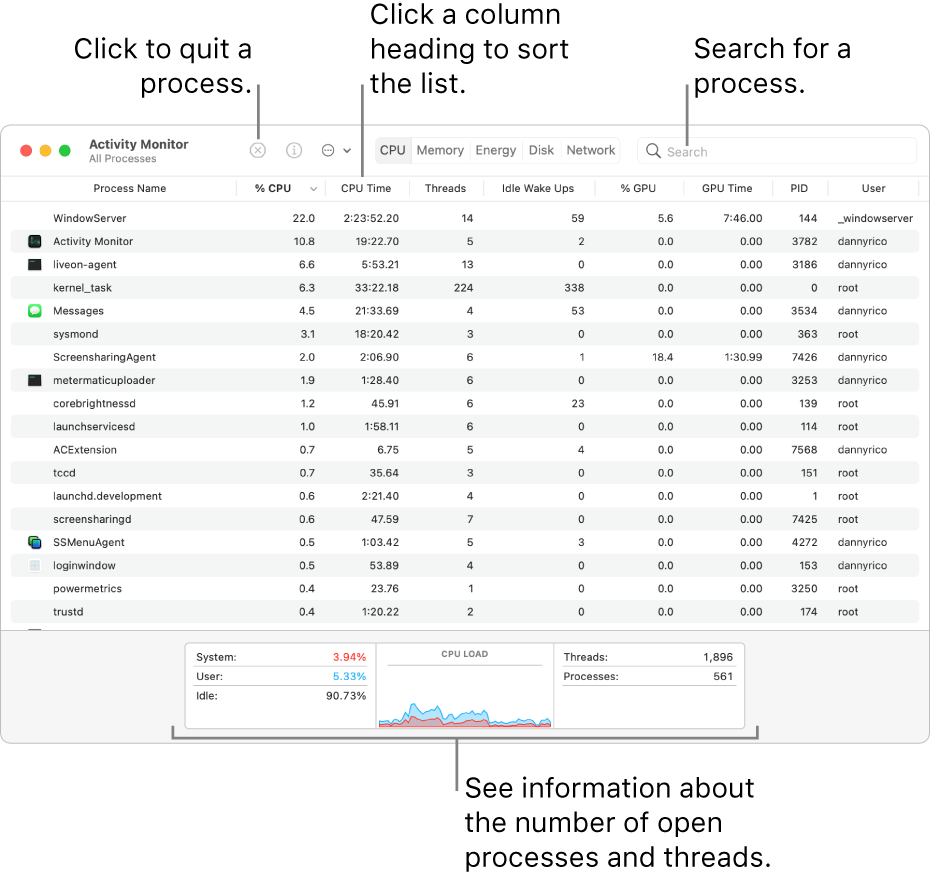 Click to quit a
process.
Click a column
heading to sort
the list.
Search for a
process.
Activity Monitor
All Processes
CPU Memory Energy Disk Network
Search
Process Name % CPU CPU Time Threads Idle Wake Ups % GPU GPU Time PID User
WindowServer 22.0 2:23:52.20 14 59 5.6 7:46.00 144 _windowserver
Activity Monitor 10.8 19:22.70 5 2 0.0 0.00 3782 dannyrico
liveon-agent 6.6 5:53.21 13 0 0.0 0.00 3186 dannyrico
kernel_task 6.3 33:22.18 224 338 0.0 0.00 0 root
Messages 4.5 21:33.69 4 53 0.0 0.00 3534 dannyrico
sysmond 3.1 18:20.42 3 0 0.0 0.00 363 root
ScreensharingAgent 2.0 2:06.90 6 1 18.4 1:30.99 7426 dannyrico
metermaticuploader 1.9 1:28.40 6 0 0.0 0.00 3253 dannyrico
corebrightnessd 1.2 45.91 6 23 0.0 0.00 139 root
launchservicesd 1.0 1:58.11 6 0 0.0 0.00 114 root
ACExtension 0.7 6.75 5 4 0.0 0.00 7568 dannyrico
tccd 0.7 35.64 3 0 0.0 0.00 151 root
launchd.development 0.6 2:21.40 4 0 0.0 0.00 1 root
screensharingd 0.6 47.59 7 0 0.0 0.00 7425 root
SSMenuAgent 0.5 1:03.42 5 3 0.0 0.00 4272 dannyrico
loginwindow 0.5 53.89 4 0 0.0 0.00 153 dannyrico
powermetrics 0.4 23.76 1 0 0.0 0.00 3250 root
trustd 0.4 1:20.22 2 0 0.0 0.00 174 root
System: 3.94%
User: 5.33%
Idle: 90.73%
CPU LOAD
Threads: 1,896
Processes: 561
See information about
the number of open
processes and threads.